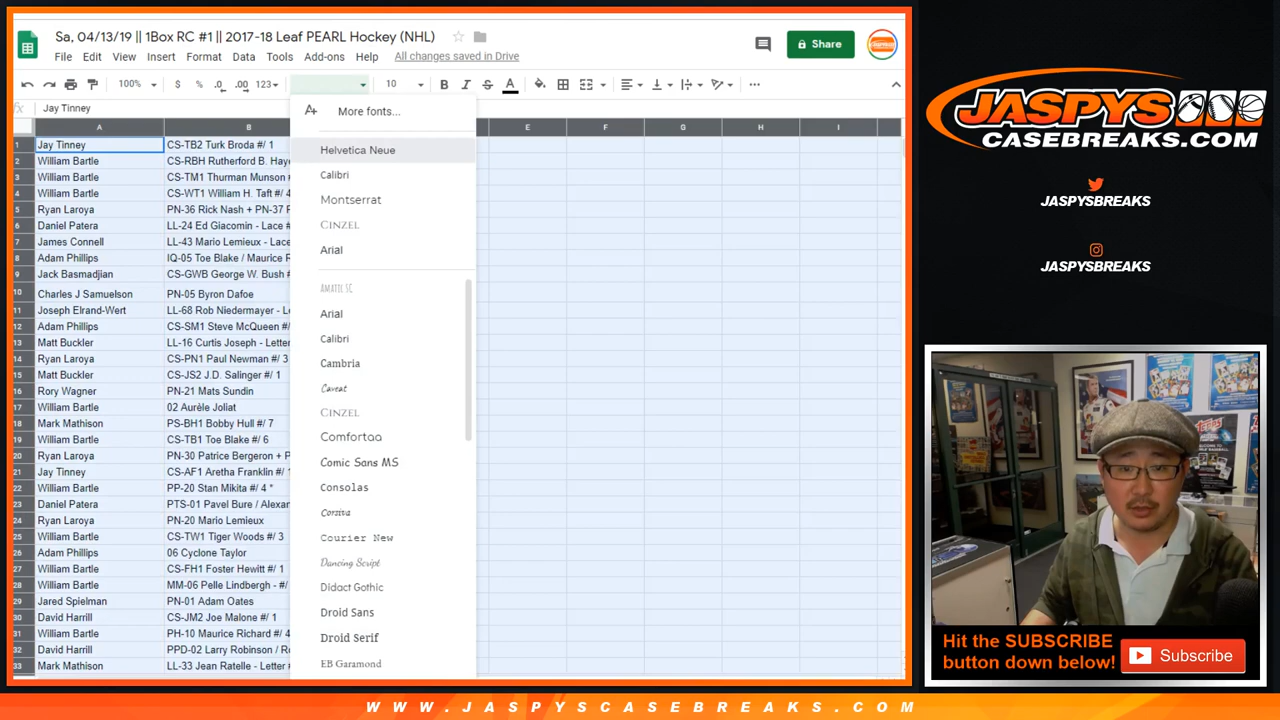 Sa, 04/13/19 || 1Box RC #1 || 2017-18 Leaf PEARL Hockey (NHL)
File Edit View Insert Format Data Tools Add-ons Help All changes saved in Drive
Share
100% $ % .0 .00 123 10 B I S A
fx Jay Tinney
A B E F G H I
1 Jay Tinney CS-TB2 Turk Broda #/ 1
2 William Bartle CS-RBH Rutherford B. Haye
3 William Bartle CS-TM1 Thurman Munson #
4 William Bartle CS-WT1 William H. Taft #/ 4
5 Ryan Laroya PN-36 Rick Nash + PN-37 F
6 Daniel Patera LL-24 Ed Giacomin - Lace #
7 James Connell LL-43 Mario Lemieux - Lace
8 Adam Phillips IQ-05 Toe Blake / Maurice R
9 Jack Basmadjian CS-GWB George W. Bush #
10 Charles J Samuelson PN-05 Byron Dafoe
11 Joseph Elrand-Wert LL-68 Rob Niedermayer - Le
12 Adam Phillips CS-SM1 Steve McQueen #/
13 Matt Buckler LL-16 Curtis Joseph - Letter
14 Ryan Laroya CS-PN1 Paul Newman #/ 3
15 Matt Buckler CS-JS2 J.D. Salinger #/ 1
16 Rory Wagner PN-21 Mats Sundin
17 William Bartle 02 Aurèle Joliat
18 Mark Mathison PS-BH1 Bobby Hull #/ 7
19 William Bartle CS-TB1 Toe Blake #/ 6
20 Ryan Laroya PN-30 Patrice Bergeron + P
21 Jay Tinney CS-AF1 Aretha Franklin #/ 1
22 William Bartle PP-20 Stan Mikita #/ 4 *
23 Daniel Patera PTS-01 Pavel Bure / Alexan
24 Ryan Laroya PN-20 Mario Lemieux
25 William Bartle CS-TW1 Tiger Woods #/ 3
26 Adam Phillips 06 Cyclone Taylor
27 William Bartle CS-FH1 Foster Hewitt #/ 1
28 William Bartle MM-06 Pelle Lindbergh - #/
29 Jared Spielman PN-01 Adam Oates
30 David Harrill CS-JM2 Joe Malone #/ 1
31 William Bartle PH-10 Maurice Richard #/ 4
32 David Harrill PPD-02 Larry Robinson / Ro
33 Mark Mathison LL-33 Jean Ratelle - Letter #
More fonts...
Helvetica Neue
Calibri
Montserrat
CINZEL
Arial
AMATIC SC
Arial
Calibri
Cambria
Caveat
CINZEL
Comfortaa
Comic Sans MS
Consolas
Corsiva
Courier New
Dancing Script
Didact Gothic
Droid Sans
Droid Serif
EB Garamond
JASPYS
CASEBREAKS.COM
JASPYSBREAKS
JASPYSBREAKS
Hit the SUBSCRIBE
button down below!
Subscribe
WWW.JASPYSCASEBREAKS.COM